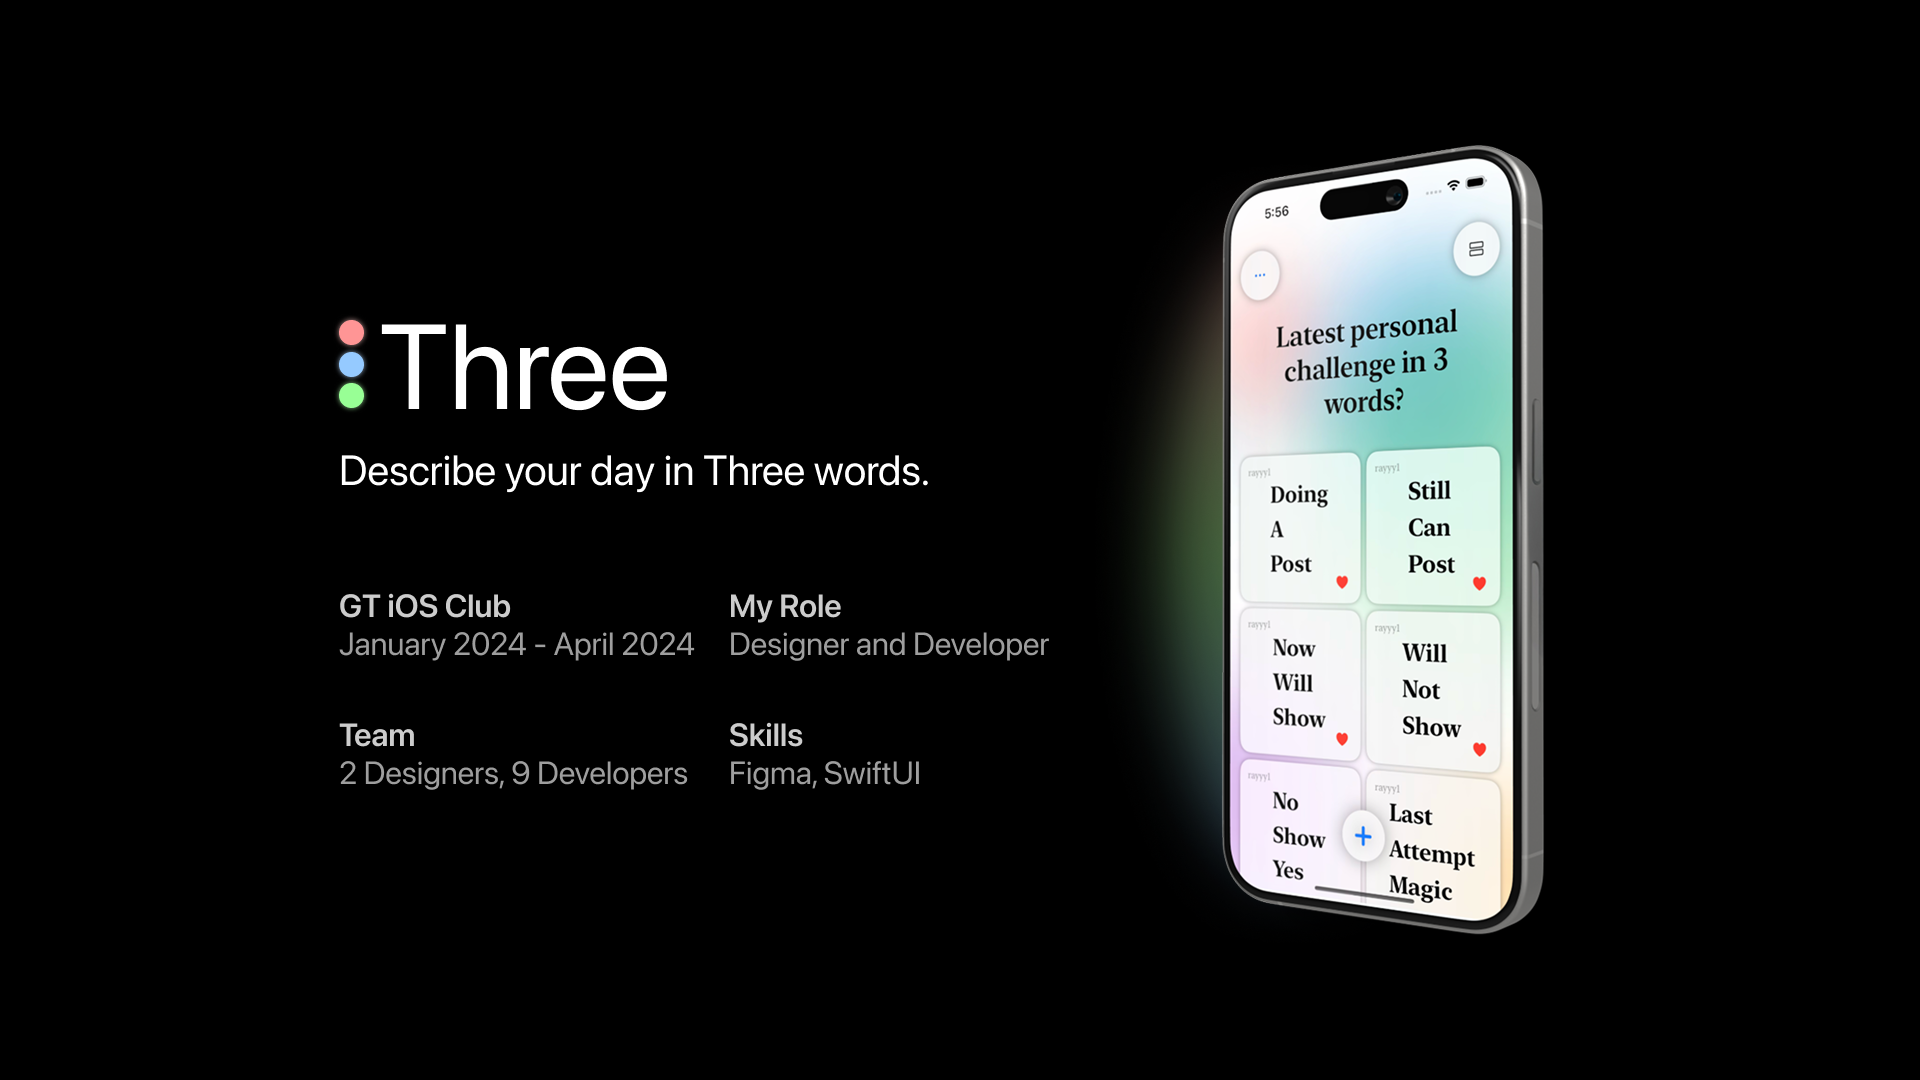 Three
Describe your day in Three words.
GT iOS Club
January 2024 - April 2024
My Role
Designer and Developer
Team
2 Designers, 9 Developers
Skills
Figma, SwiftUI
5:56
Latest personal
challenge in 3
words?
rayyyl
Doing
A
Post
rayyyl
Still
Can
Post
rayyyl
Now
Will
Show
rayyyl
Will
Not
Show
rayyyl
No
Show
Yes
rayyyl
Last
Attempt
Magic